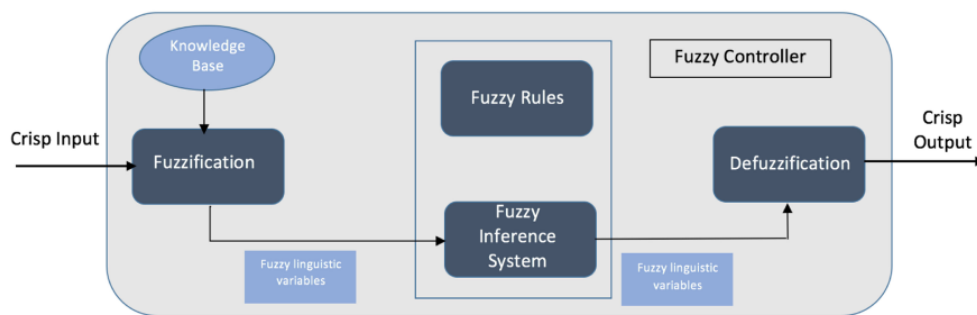 Knowledge
Base
Fuzzy Controller
Fuzzy Rules
Crisp Input
Crisp
Output
Fuzzification
Defuzzification
Fuzzy
Inference
System
Fuzzy linguistic
variables
Fuzzy linguistic
variables